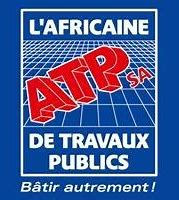 L'AFRICAINE
ATP SA
DE TRAVAUX
PUBLICS
Bâtir autrement !